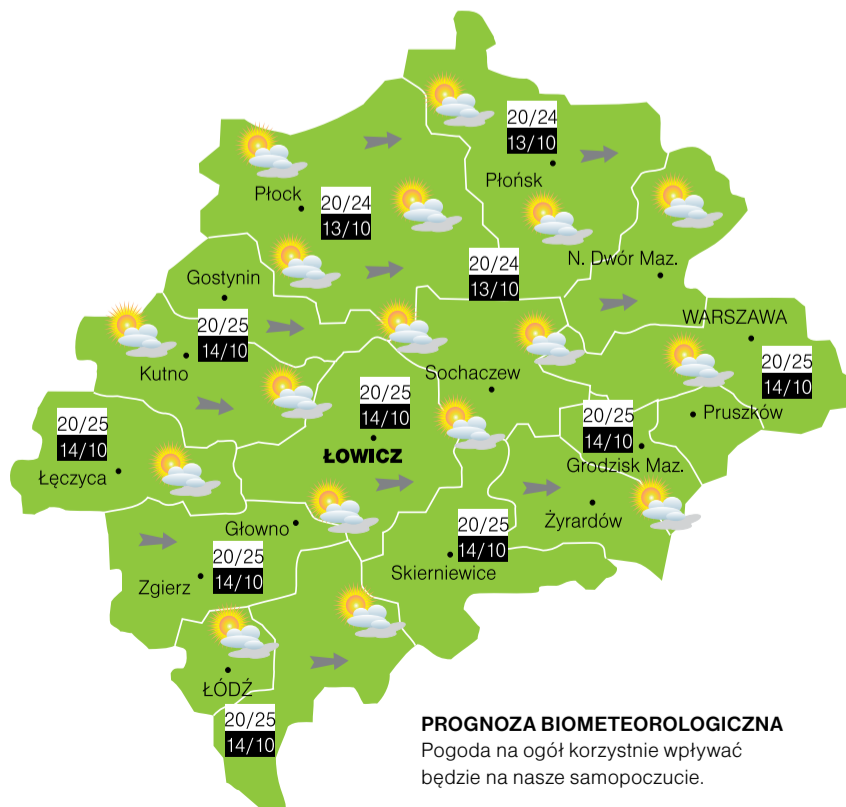 20/24
13/10
Płońsk
Płock
20/24
13/10
N. Dwór Maz.
20/24
13/10
Gostynin
WARSZAWA
20/25
14/10
Kutno
20/25
14/10
Sochaczew
20/25
14/10
ŁOWICZ
20/25
14/10
Pruszków
Grodzisk Maz.
20/25
14/10
Łęczyca
Żyrardów
Głowno
20/25
14/10
Skierniewice
20/25
14/10
Zgierz
ŁÓDŹ
20/25
14/10
PROGNOZA BIOMETEOROLOGICZNA
Pogoda na ogół korzystnie wpływać
będzie na nasze samopoczucie.